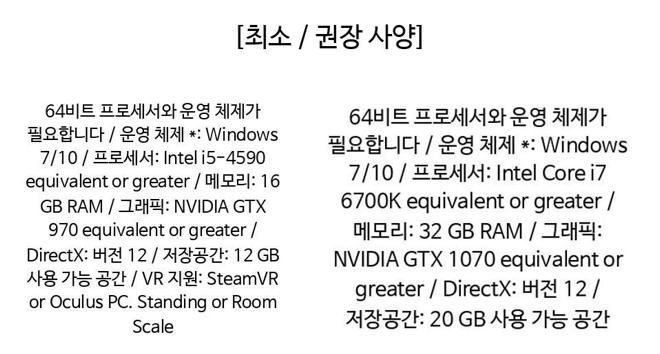 [최소 / 권장 사양]
64비트 프로세서와 운영 체제가
필요합니다 / 운영 체제 *: Windows
7/10 / 프로세서: Intel i5-4590
equivalent or greater / 메모리: 16
GB RAM / 그래픽: NVIDIA GTX
970 equivalent or greater /
DirectX: 버전 12 / 저장공간: 12 GB
사용 가능 공간 / VR 지원: SteamVR
or Oculus PC. Standing or Room
Scale
64비트 프로세서와 운영 체제가
필요합니다 / 운영 체제 *: Windows
7/10 / 프로세서: Intel Core i7
6700K equivalent or greater /
메모리: 32 GB RAM / 그래픽:
NVIDIA GTX 1070 equivalent or
greater / DirectX: 버전 12 /
저장공간: 20 GB 사용 가능 공간